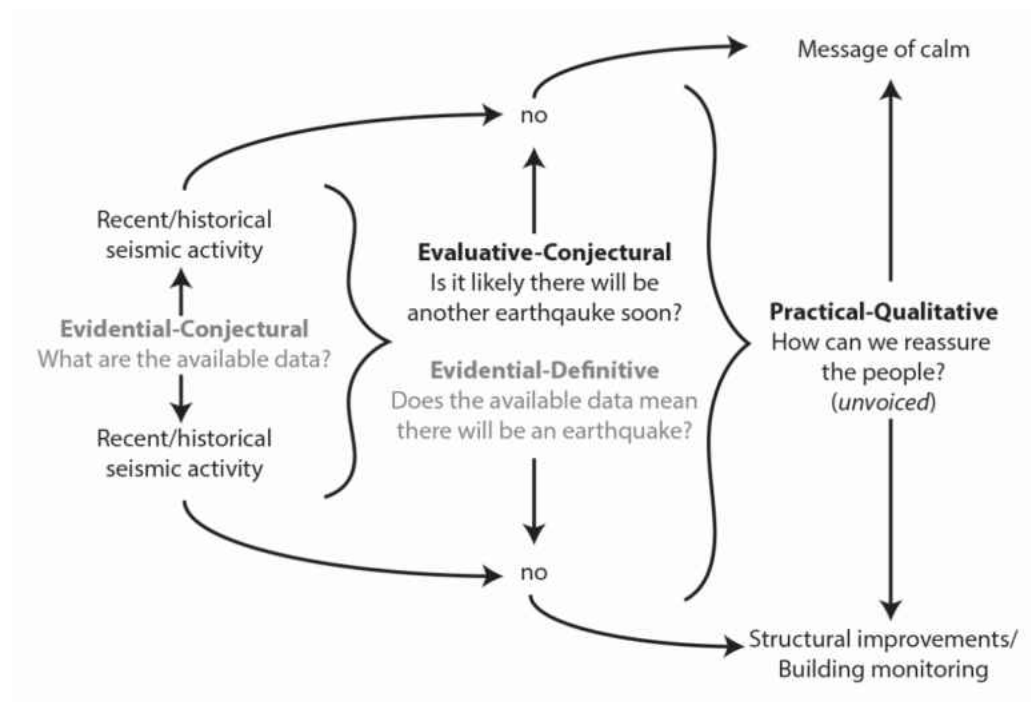 Message of calm
no
Recent/historical
seismic activity
Evaluative-Conjectural
Is it likely there will be
another earthqauke soon?
Evidential-Conjectural
What are the available data?
Practical-Qualitative
How can we reassure
the people?
(unvoiced)
Evidential-Definitive
Does the available data mean
there will be an earthquake?
Recent/historical
seismic activity
no
Structural improvements/
Building monitoring